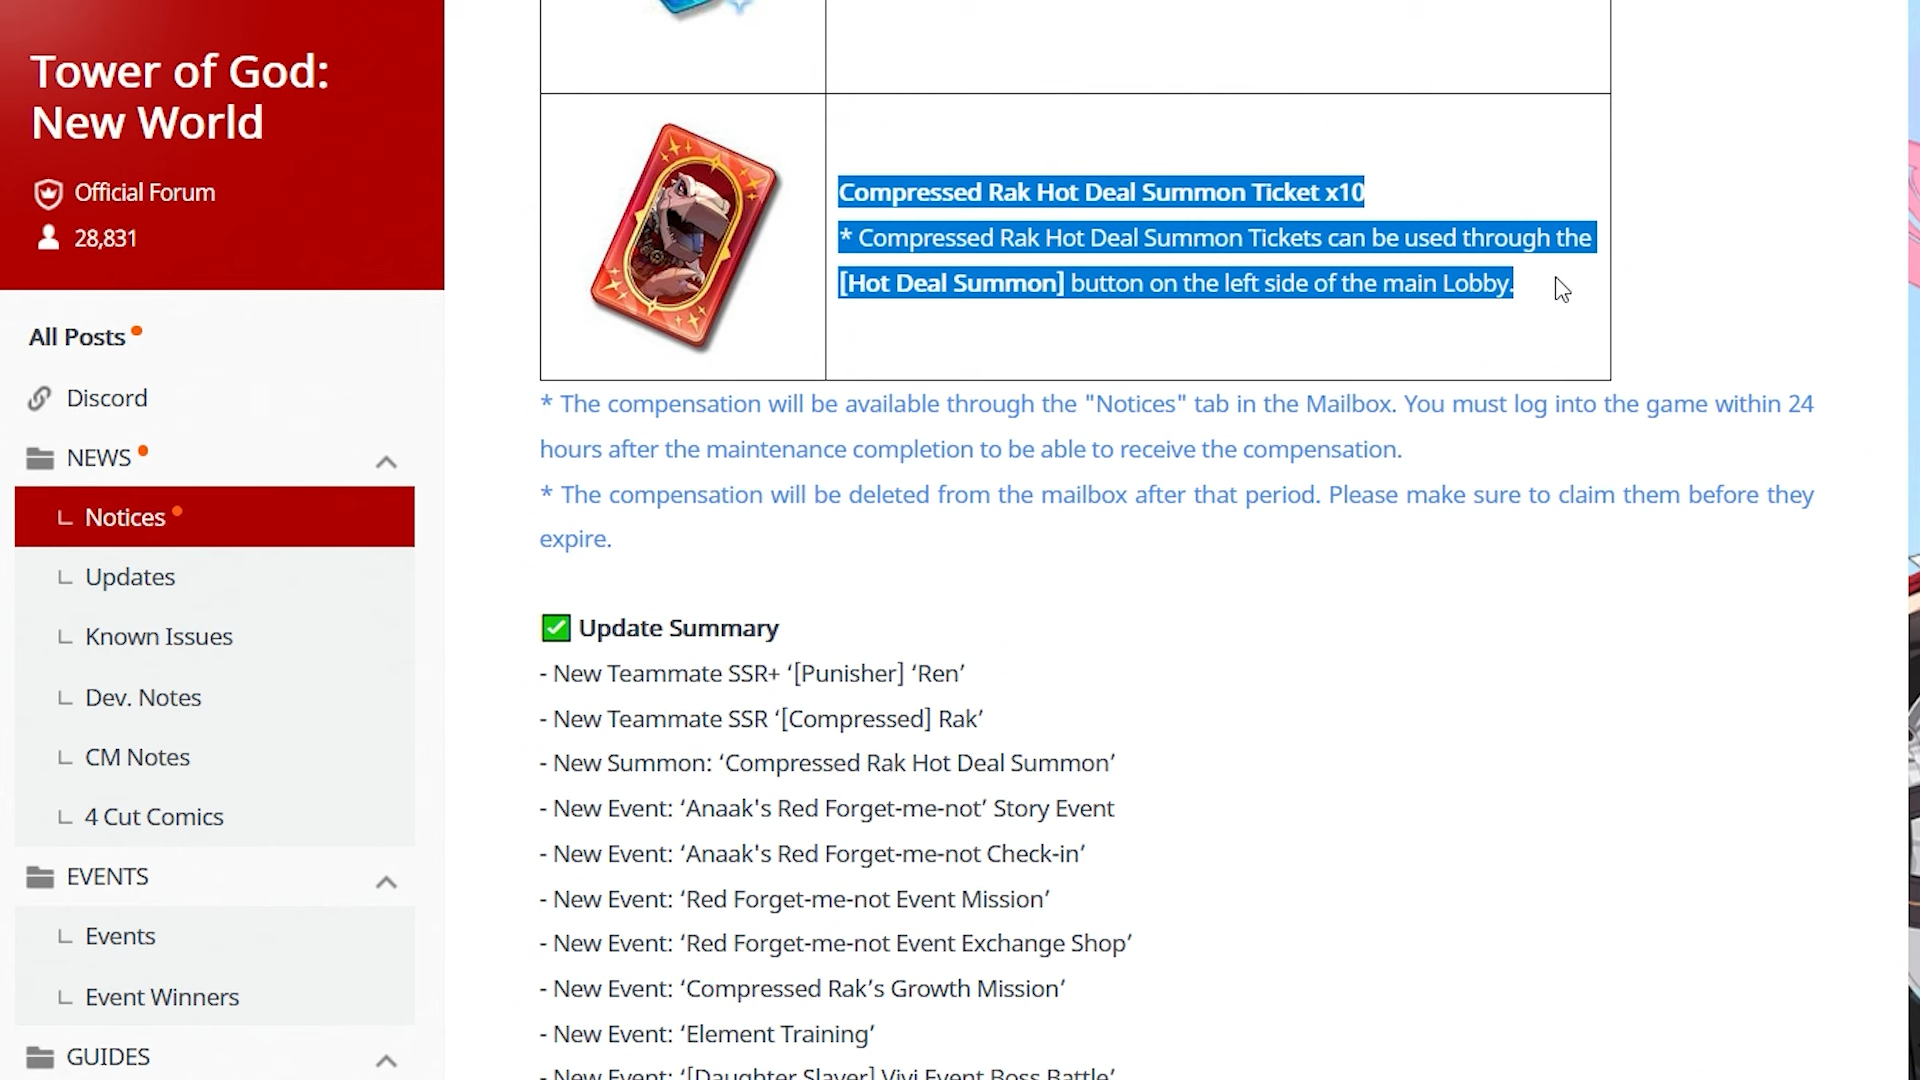 Tower of God:
New World
Official Forum
28,831
All Posts
Discord
NEWS
Notices
Updates
Known Issues
Dev. Notes
CM Notes
4 Cut Comics
EVENTS
Events
Event Winners
GUIDES
Compressed Rak Hot Deal Summon Ticket x10
* Compressed Rak Hot Deal Summon Tickets can be used through the
[Hot Deal Summon] button on the left side of the main Lobby.
* The compensation will be available through the "Notices" tab in the Mailbox. You must log into the game within 24
hours after the maintenance completion to be able to receive the compensation.
* The compensation will be deleted from the mailbox after that period. Please make sure to claim them before they
expire.
✅ Update Summary
- New Teammate SSR+ ‘[Punisher] ‘Ren’
- New Teammate SSR ‘[Compressed] Rak’
- New Summon: ‘Compressed Rak Hot Deal Summon’
- New Event: ‘Anaak's Red Forget-me-not’ Story Event
- New Event: ‘Anaak's Red Forget-me-not Check-in’
- New Event: ‘Red Forget-me-not Event Mission’
- New Event: ‘Red Forget-me-not Event Exchange Shop’
- New Event: ‘Compressed Rak’s Growth Mission’
- New Event: ‘Element Training’
- New Event: ‘[Daughter Slayer] Vivi Event Boss Battle’